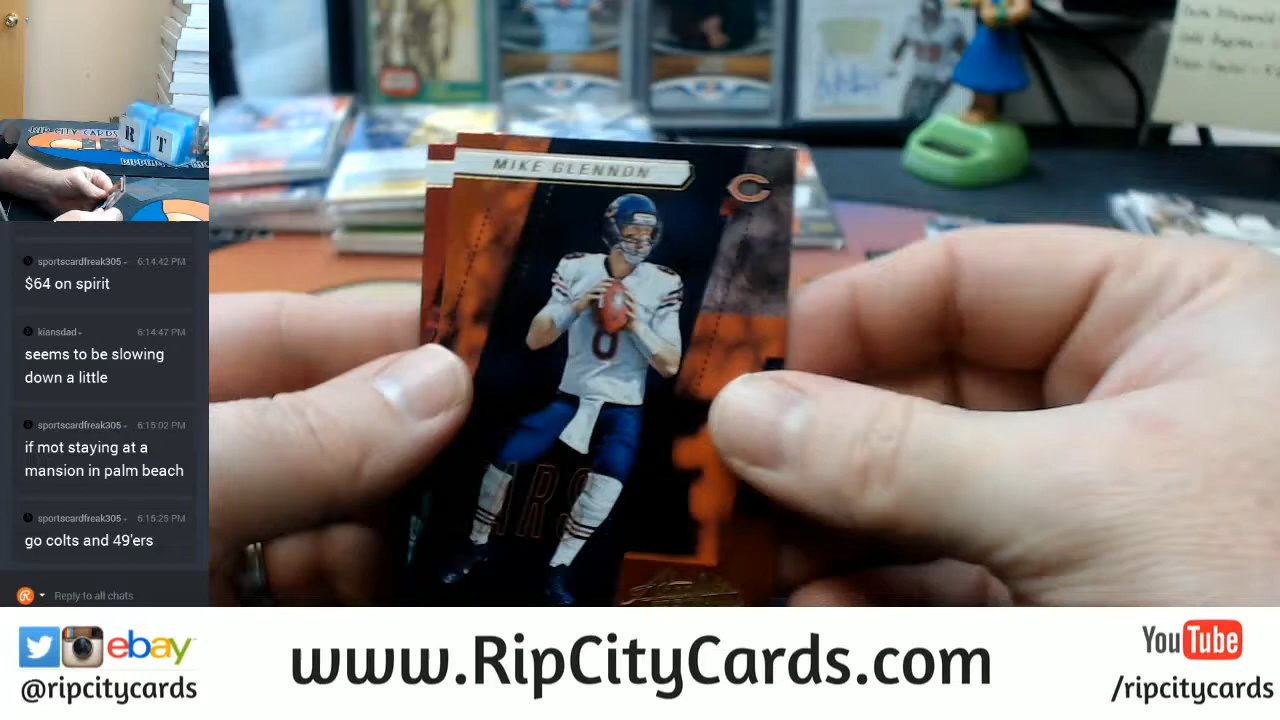 RIP CITY CARDS
R T
sportscardfreak305 6:14:42 PM
$64 on spirit
kiansdad 6:14:47 PM
seems to be slowing
down a little
sportscardfreak305 6:15:02 PM
if mot staying at a
mansion in palm beach
sportscardfreak305 6:15:25 PM
go colts and 49'ers
Reply to all chats
MIKE GLENNON
C
8
ARS
ebay
@ripcitycards
www.RipCityCards.com
YouTube
/ripcitycards